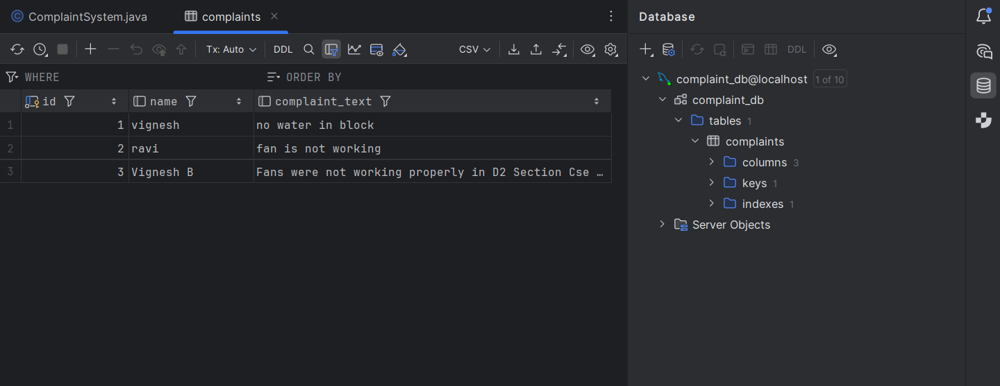 ComplaintSystem.java complaints
Database
Tx: Auto DDL CSV
DDL
WHERE ORDER BY
id name complaint_text
1 1 vignesh no water in block
2 2 ravi fan is not working
3 3 Vignesh B Fans were not working properly in D2 Section Cse …
complaint_db@localhost 1 of 10
complaint_db
tables 1
complaints
columns 3
keys 1
indexes 1
Server Objects